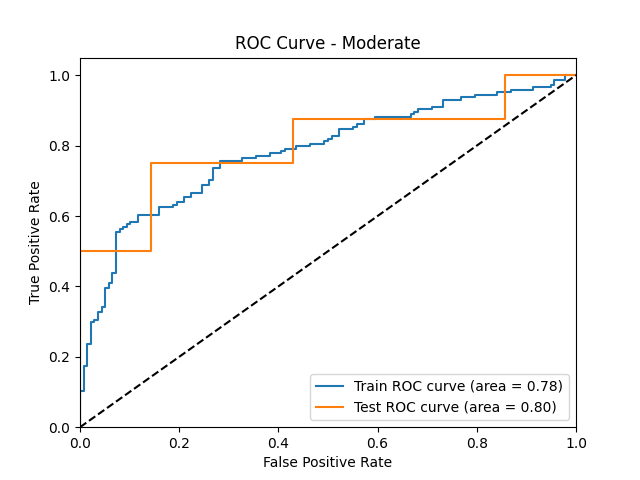 ROC Curve - Moderate
True Positive Rate
1.0
0.8
0.6
0.4
0.2
0.0
Train ROC curve (area = 0.78)
Test ROC curve (area = 0.80)
0.0 0.2 0.4 0.6 0.8 1.0
False Positive Rate